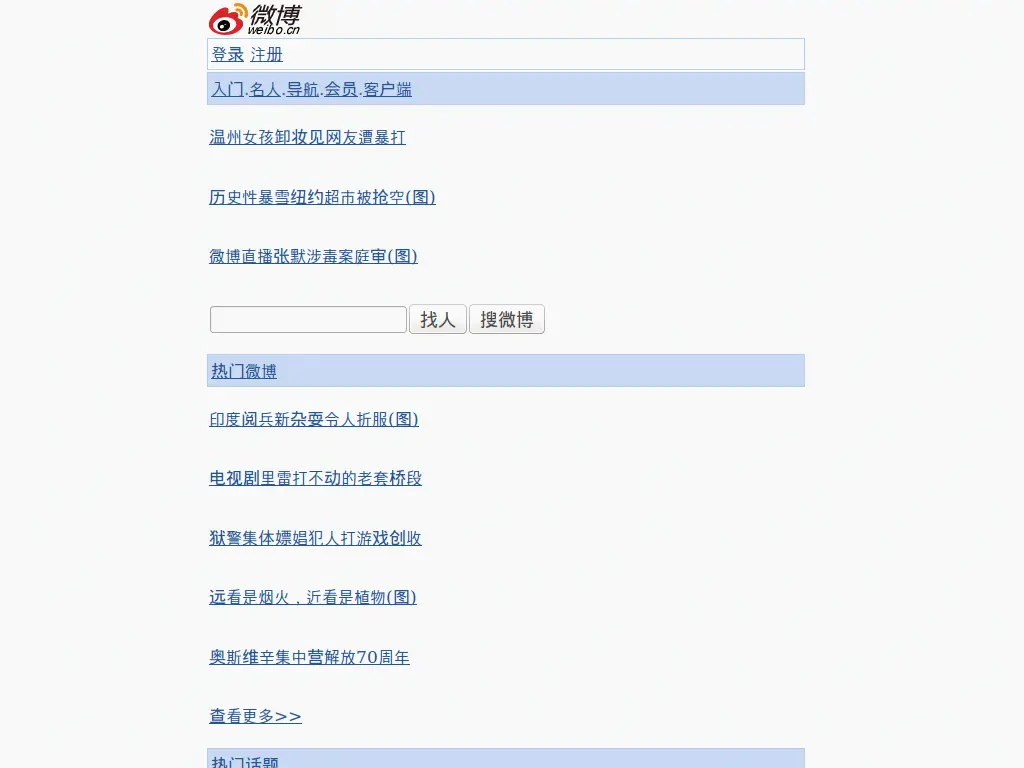 微博
weibo.cn
登录 注册
入门.名人.导航.会员.客户端
温州女孩卸妆见网友遭暴打
历史性暴雪纽约超市被抢空(图)
微博直播张默涉毒案庭审(图)
找人 搜微博
热门微博
印度阅兵新杂耍令人折服(图)
电视剧里雷打不动的老套桥段
狱警集体嫖娼犯人打游戏创收
远看是烟火，近看是植物(图)
奥斯维辛集中营解放70周年
查看更多>>
热门话题